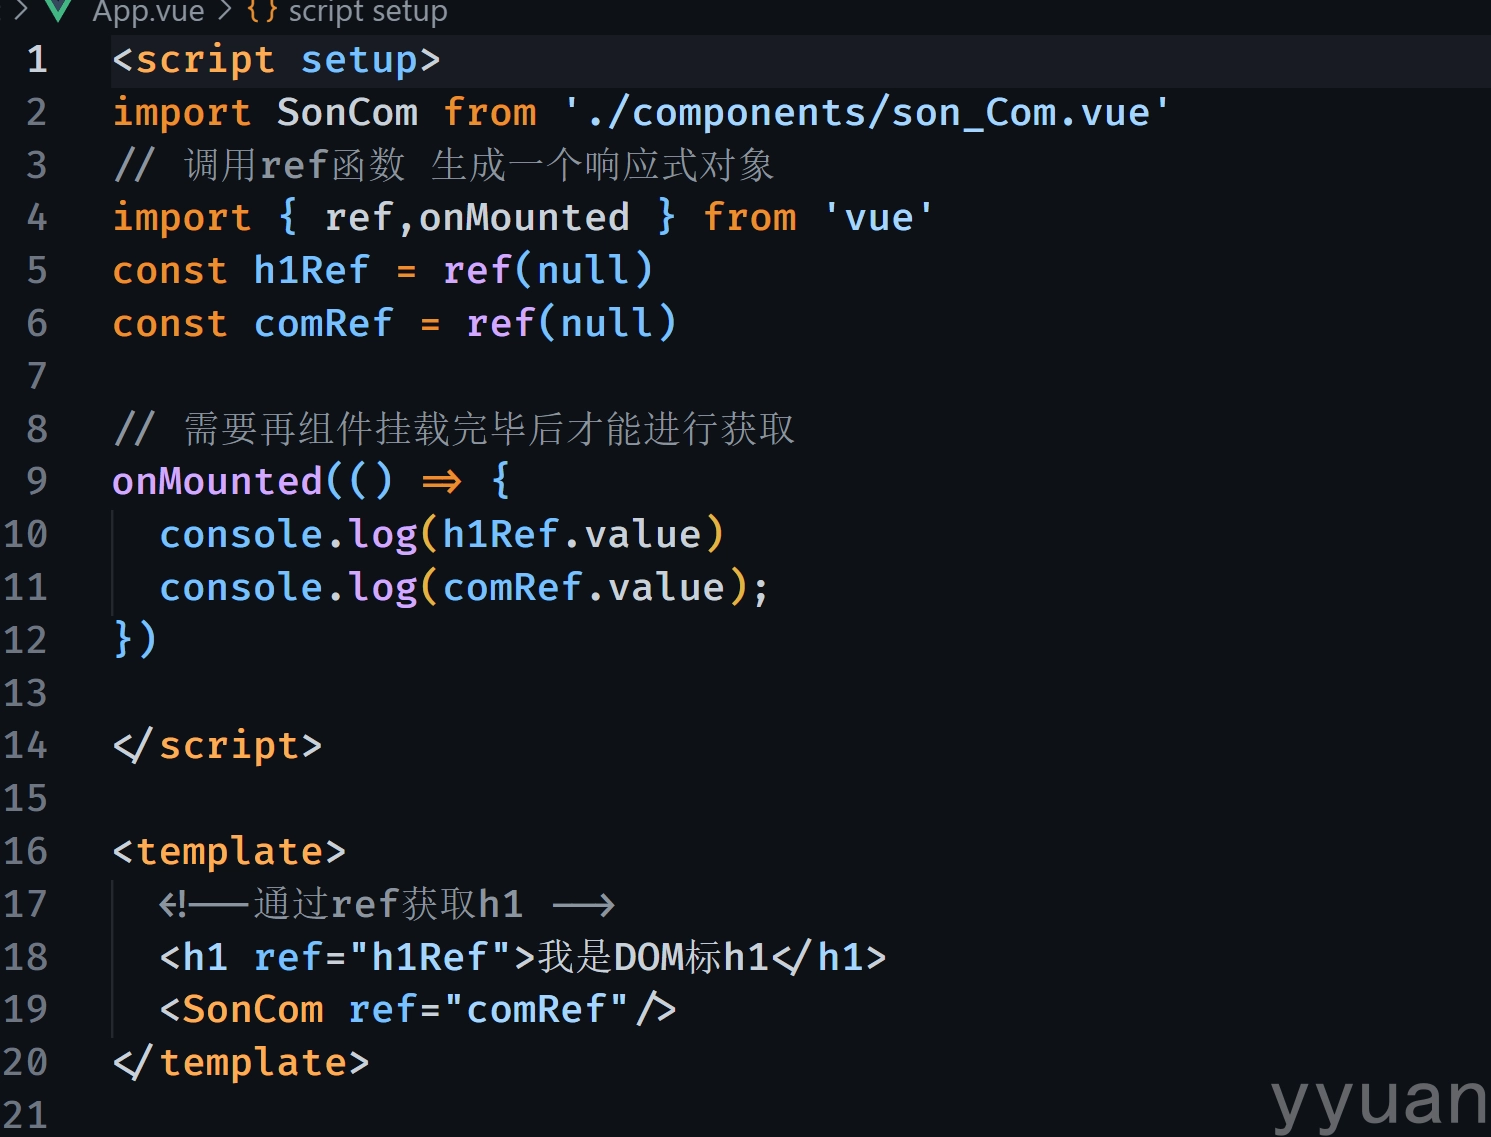 App.vue > {} script setup
1 <script setup>
2 import SonCom from './components/son_Com.vue'
3 // 调用ref函数 生成一个响应式对象
4 import { ref,onMounted } from 'vue'
5 const h1Ref = ref(null)
6 const comRef = ref(null)
7
8 // 需要再组件挂载完毕后才能进行获取
9 onMounted(() => {
10 console.log(h1Ref.value)
11 console.log(comRef.value);
12 })
13
14 </script>
15
16 <template>
17 <!--通过ref获取h1 -->
18 <h1 ref="h1Ref">我是DOM标h1</h1>
19 <SonCom ref="comRef"/>
20 </template>
21
yyuan